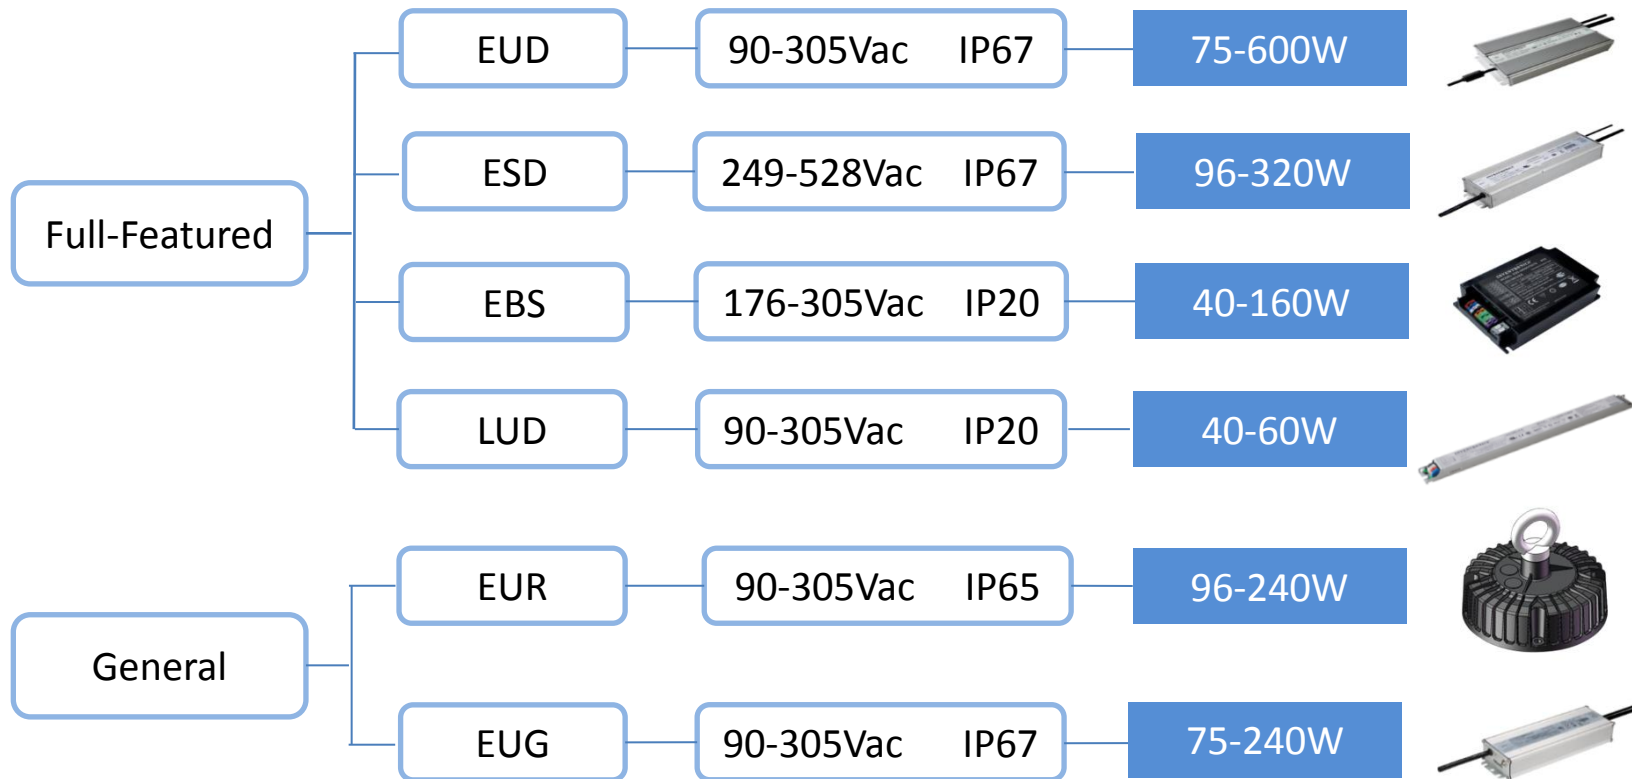 EUD 90-305Vac IP67 75-600W
ESD 249-528Vac IP67 96-320W
Full-Featured
EBS 176-305Vac IP20 40-160W
LUD 90-305Vac IP20 40-60W
EUR 90-305Vac IP65 96-240W
General
EUG 90-305Vac IP67 75-240W